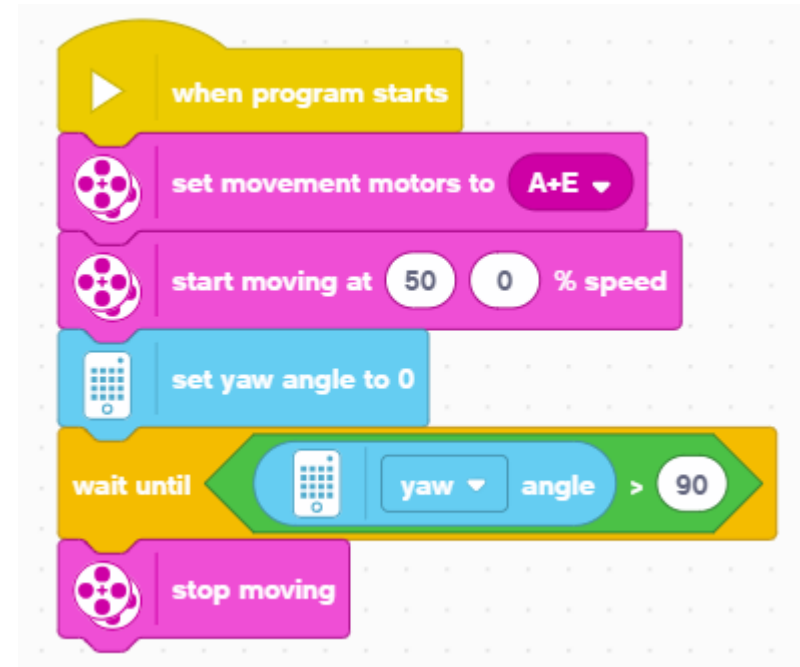 when program starts
set movement motors to A+E
start moving at 50 0 % speed
set yaw angle to 0
wait until yaw angle > 90
stop moving